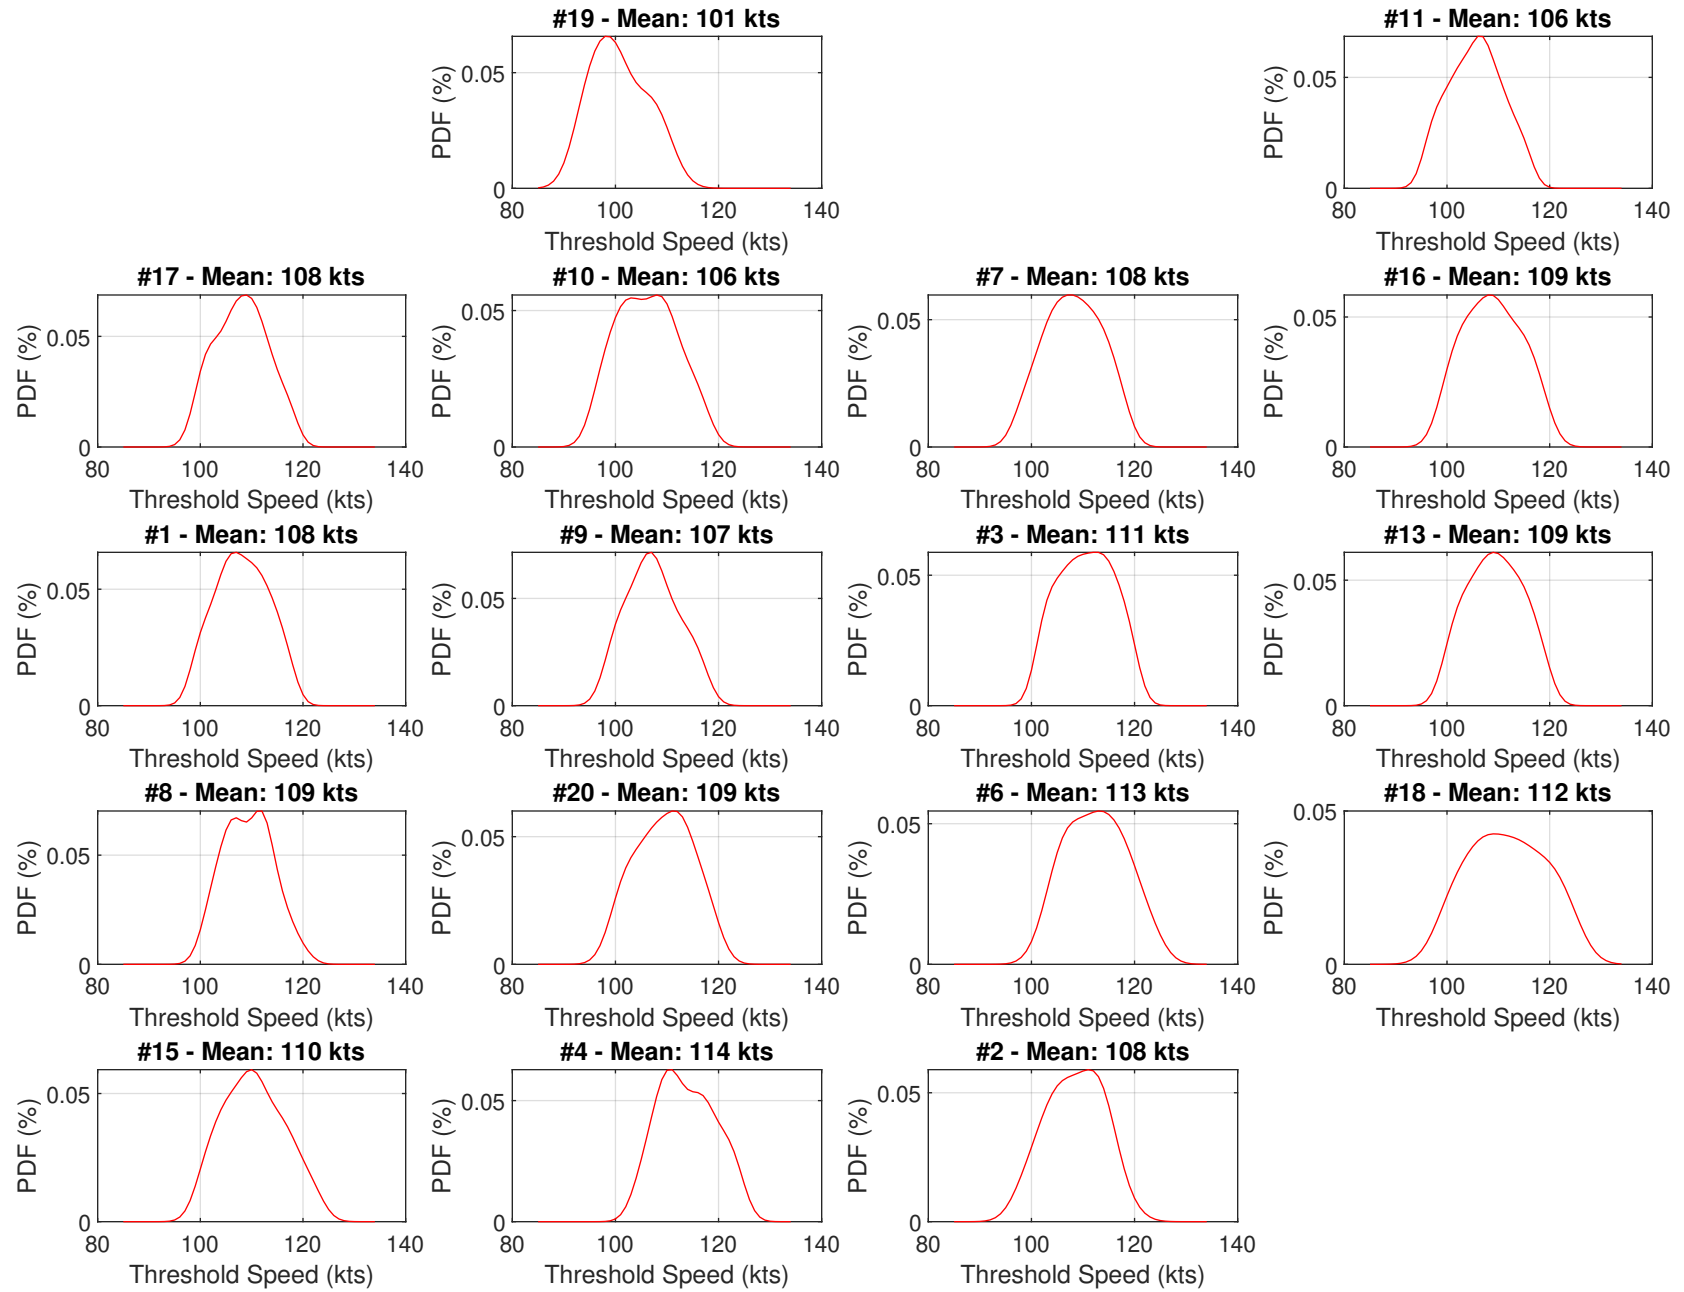 #19 - Mean: 101 kts
PDF (%)
0.05
0
80 100 120 140
Threshold Speed (kts)
#11 - Mean: 106 kts
PDF (%)
0.05
0
80 100 120 140
Threshold Speed (kts)
#17 - Mean: 108 kts
PDF (%)
0.05
0
80 100 120 140
Threshold Speed (kts)
#10 - Mean: 106 kts
PDF (%)
0.05
0
80 100 120 140
Threshold Speed (kts)
#7 - Mean: 108 kts
PDF (%)
0.05
0
80 100 120 140
Threshold Speed (kts)
#16 - Mean: 109 kts
PDF (%)
0.05
0
80 100 120 140
Threshold Speed (kts)
#1 - Mean: 108 kts
PDF (%)
0.05
0
80 100 120 140
Threshold Speed (kts)
#9 - Mean: 107 kts
PDF (%)
0.05
0
80 100 120 140
Threshold Speed (kts)
#3 - Mean: 111 kts
PDF (%)
0.05
0
80 100 120 140
Threshold Speed (kts)
#13 - Mean: 109 kts
PDF (%)
0.05
0
80 100 120 140
Threshold Speed (kts)
#8 - Mean: 109 kts
PDF (%)
0.05
0
80 100 120 140
Threshold Speed (kts)
#20 - Mean: 109 kts
PDF (%)
0.05
0
80 100 120 140
Threshold Speed (kts)
#6 - Mean: 113 kts
PDF (%)
0.05
0
80 100 120 140
Threshold Speed (kts)
#18 - Mean: 112 kts
PDF (%)
0.05
0
80 100 120 140
Threshold Speed (kts)
#15 - Mean: 110 kts
PDF (%)
0.05
0
80 100 120 140
Threshold Speed (kts)
#4 - Mean: 114 kts
PDF (%)
0.05
0
80 100 120 140
Threshold Speed (kts)
#2 - Mean: 108 kts
PDF (%)
0.05
0
80 100 120 140
Threshold Speed (kts)